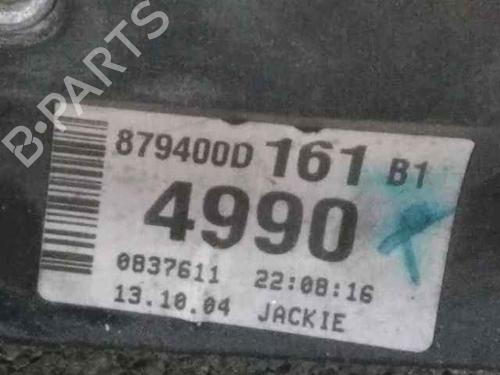 B-PARTS
879400D 161 B1
4990
0837611 22:08:16
13.10.04 JACKIE